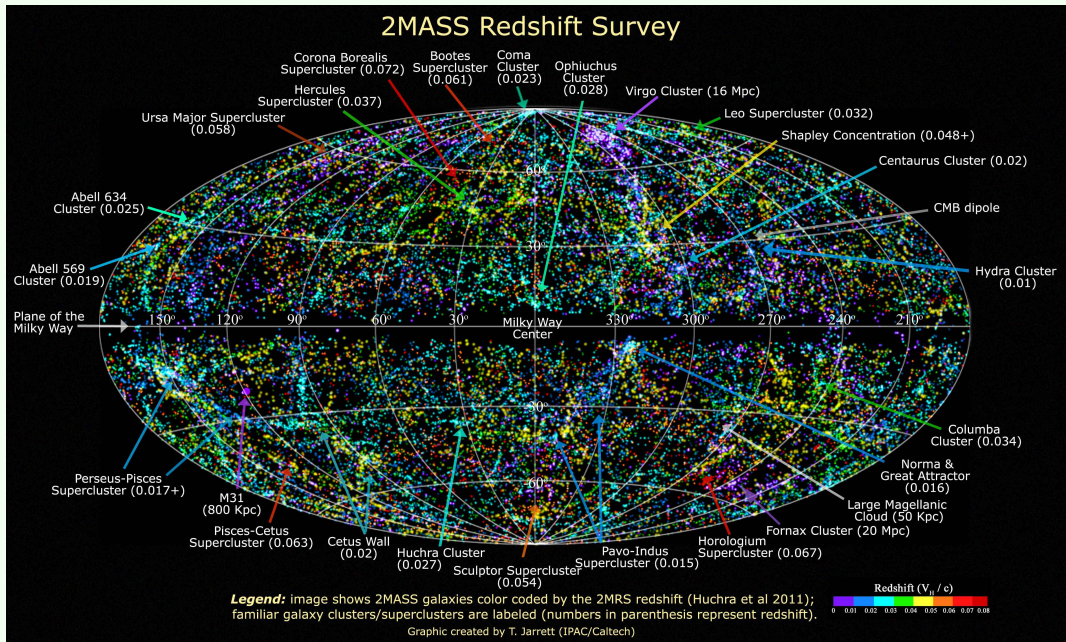 2MASS Redshift Survey
Corona Borealis
Supercluster (0.072)
Bootes
Supercluster
(0.061)
Coma
Cluster
(0.023)
Ophiuchus
Cluster
(0.028)
Hercules
Supercluster (0.037)
Virgo Cluster (16 Mpc)
Ursa Major Supercluster
(0.058)
Leo Supercluster (0.032)
Shapley Concentration (0.048+)
Centaurus Cluster (0.02)
Abell 634
Cluster (0.025)
CMB dipole
Abell 569
Cluster (0.019)
Hydra Cluster
(0.01)
60°
30°
Plane of the
Milky Way
150° 120° 90° 60° 30° 330° 300° 270° 240° 210°
Milky Way
Center
-30°
-60°
Columba
Cluster (0.034)
Norma &
Great Attractor
(0.016)
Perseus-Pisces
Supercluster (0.017+)
M31
(800 Kpc)
Large Magellanic
Cloud (50 Kpc)
Pisces-Cetus
Supercluster (0.063)
Cetus Wall
(0.02)
Huchra Cluster
(0.027)
Sculptor Supercluster
(0.054)
Pavo-Indus
Supercluster (0.015)
Horologium
Supercluster (0.067)
Fornax Cluster (20 Mpc)
Legend: image shows 2MASS galaxies color coded by the 2MRS redshift (Huchra et al 2011);
familiar galaxy clusters/superclusters are labeled (numbers in parenthesis represent redshift).
Graphic created by T. Jarrett (IPAC/Caltech)
Redshift (V_H / c)
0 0.01 0.02 0.03 0.04 0.05 0.06 0.07 0.08